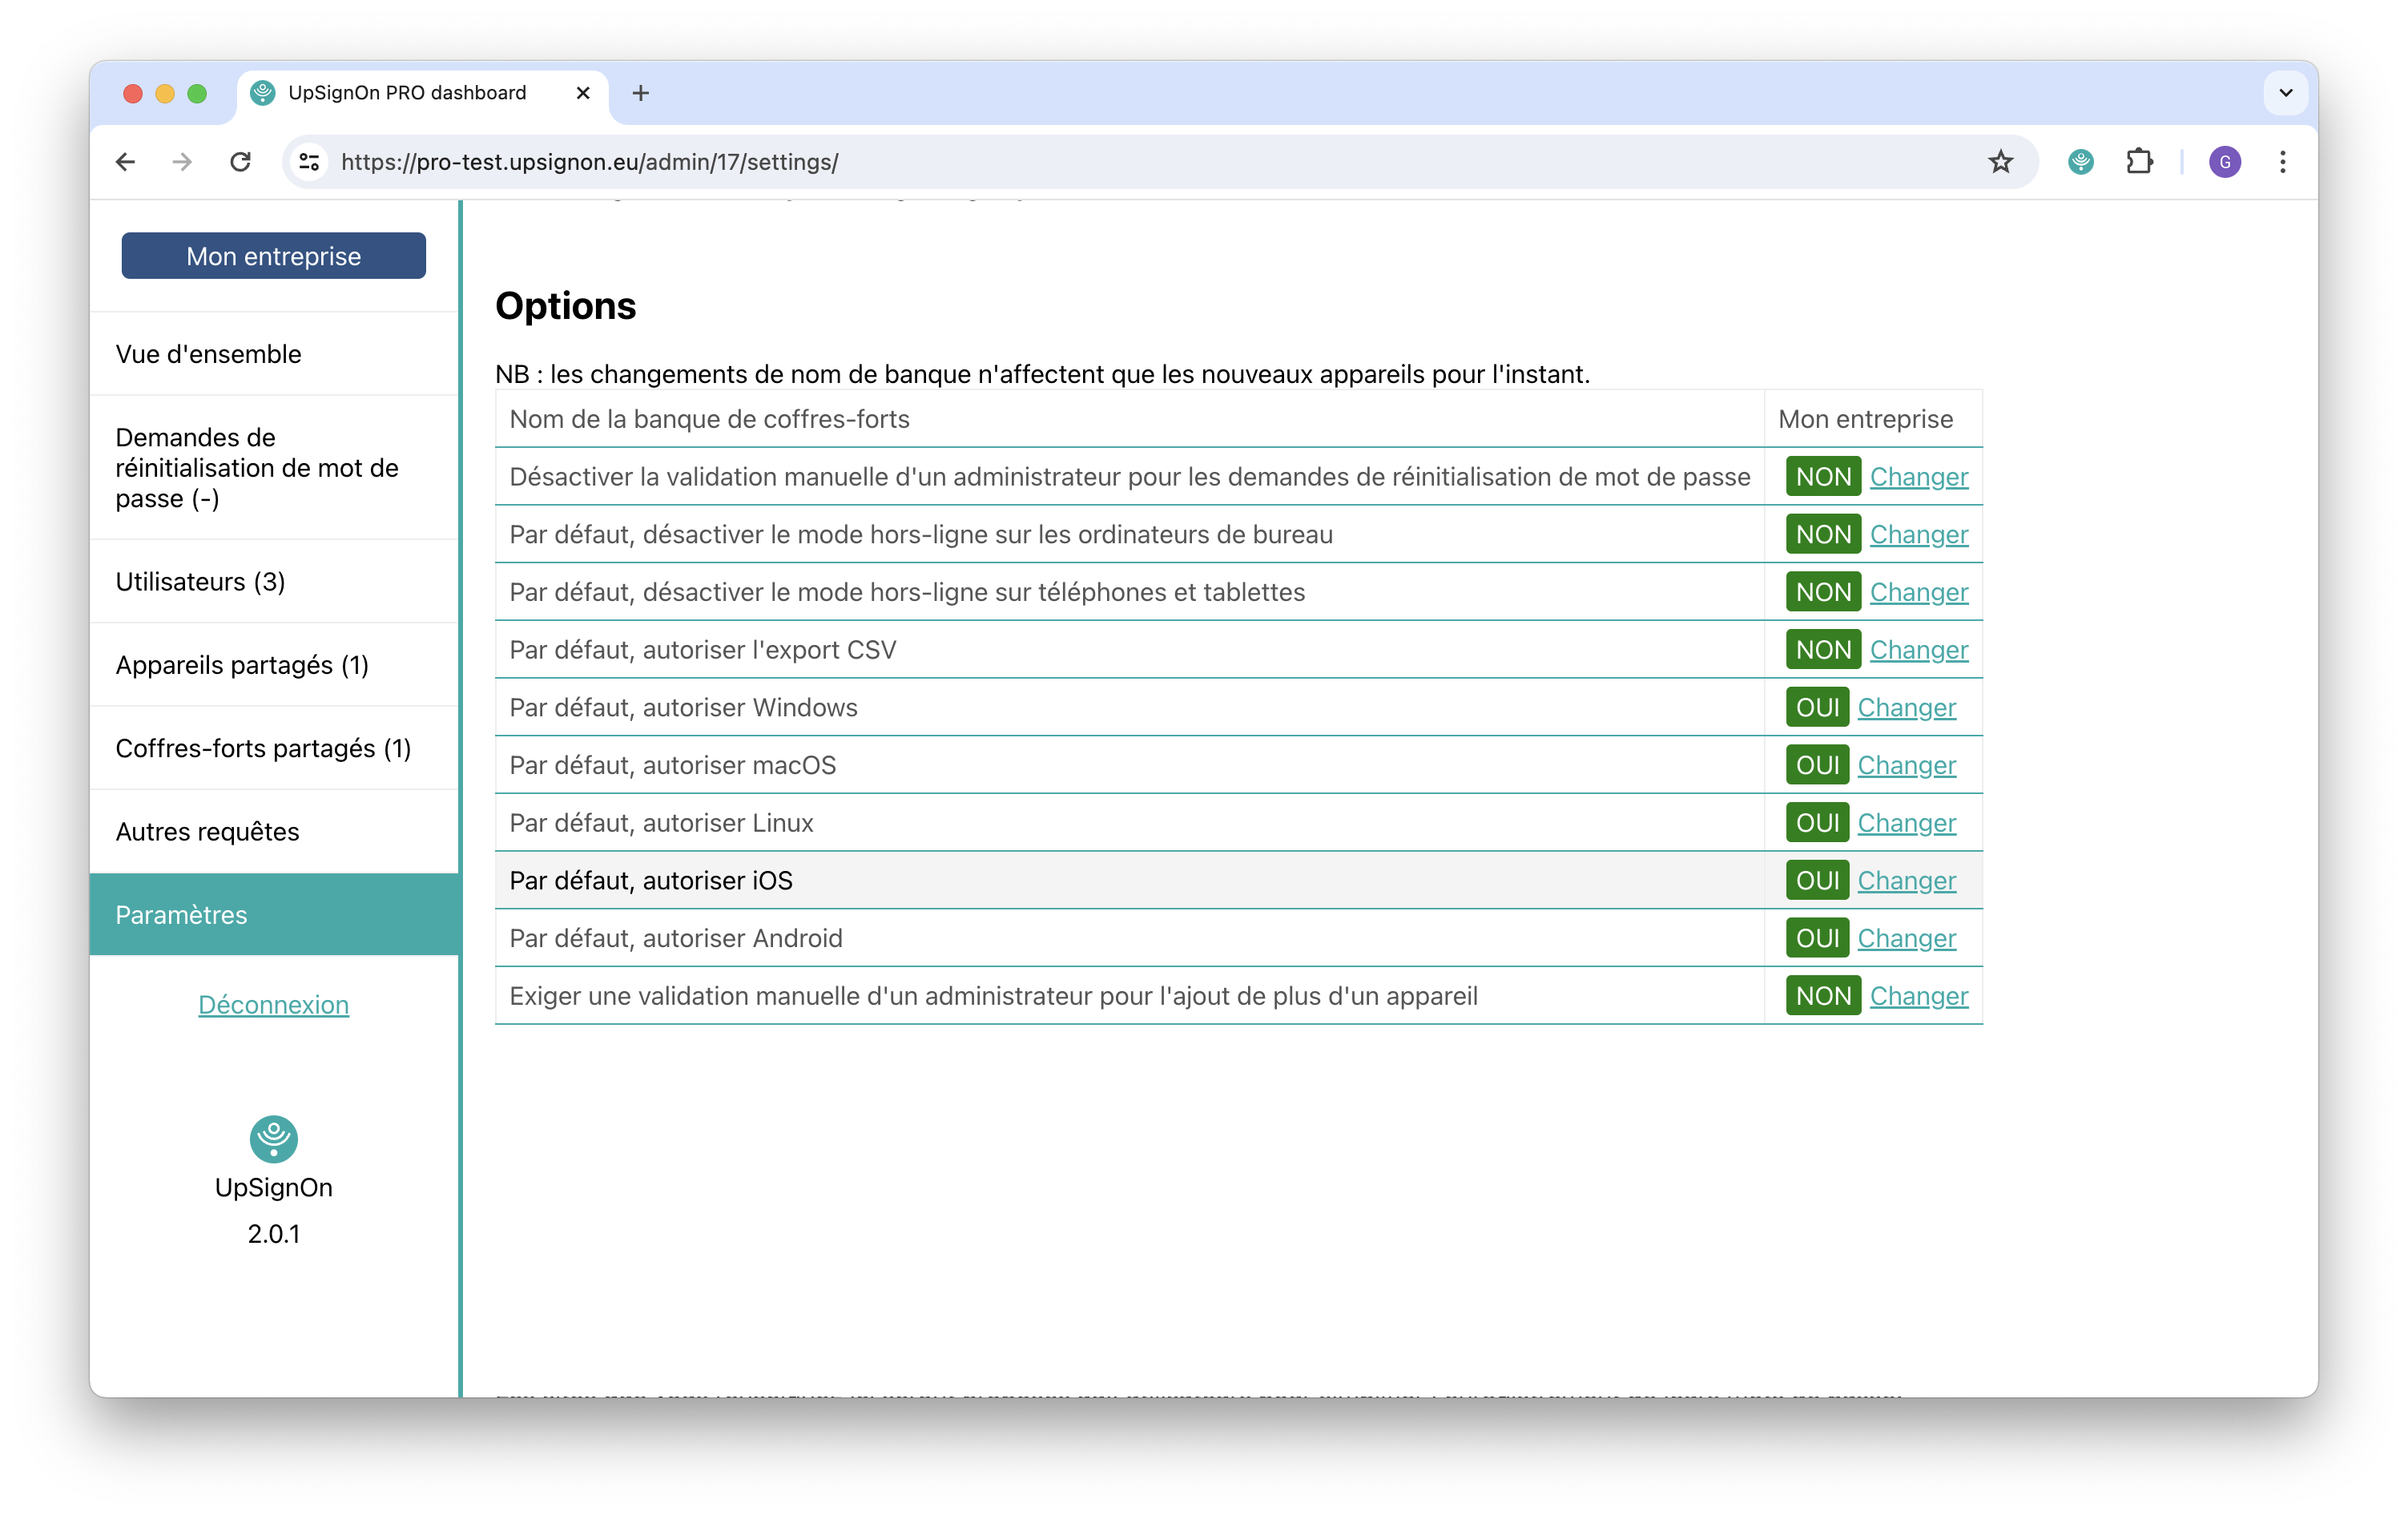 UpSignOn PRO dashboard
https://pro-test.upsignon.eu/admin/17/settings/
G
Mon entreprise
Vue d'ensemble
Demandes de
réinitialisation de mot de
passe (-)
Utilisateurs (3)
Appareils partagés (1)
Coffres-forts partagés (1)
Autres requêtes
Paramètres
Déconnexion
UpSignOn
2.0.1
Options
NB : les changements de nom de banque n'affectent que les nouveaux appareils pour l'instant.
Nom de la banque de coffres-forts Mon entreprise
Désactiver la validation manuelle d'un administrateur pour les demandes de réinitialisation de mot de passe NON Changer
Par défaut, désactiver le mode hors-ligne sur les ordinateurs de bureau NON Changer
Par défaut, désactiver le mode hors-ligne sur téléphones et tablettes NON Changer
Par défaut, autoriser l'export CSV NON Changer
Par défaut, autoriser Windows OUI Changer
Par défaut, autoriser macOS OUI Changer
Par défaut, autoriser Linux OUI Changer
Par défaut, autoriser iOS OUI Changer
Par défaut, autoriser Android OUI Changer
Exiger une validation manuelle d'un administrateur pour l'ajout de plus d'un appareil NON Changer